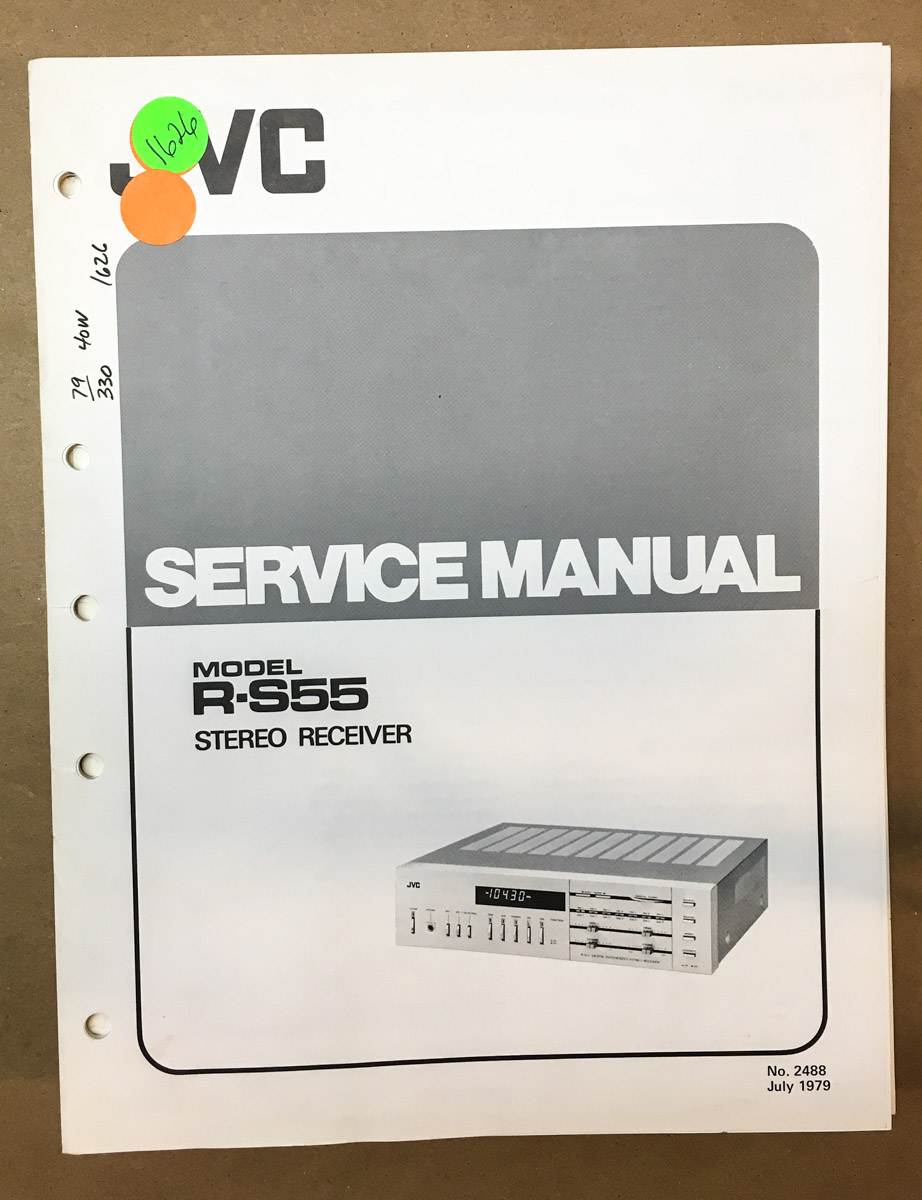 JVC
1626
1626
40W
79
330
SERVICE MANUAL
MODEL
R-S55
STEREO RECEIVER
JVC
-10430-
No. 2488
July 1979